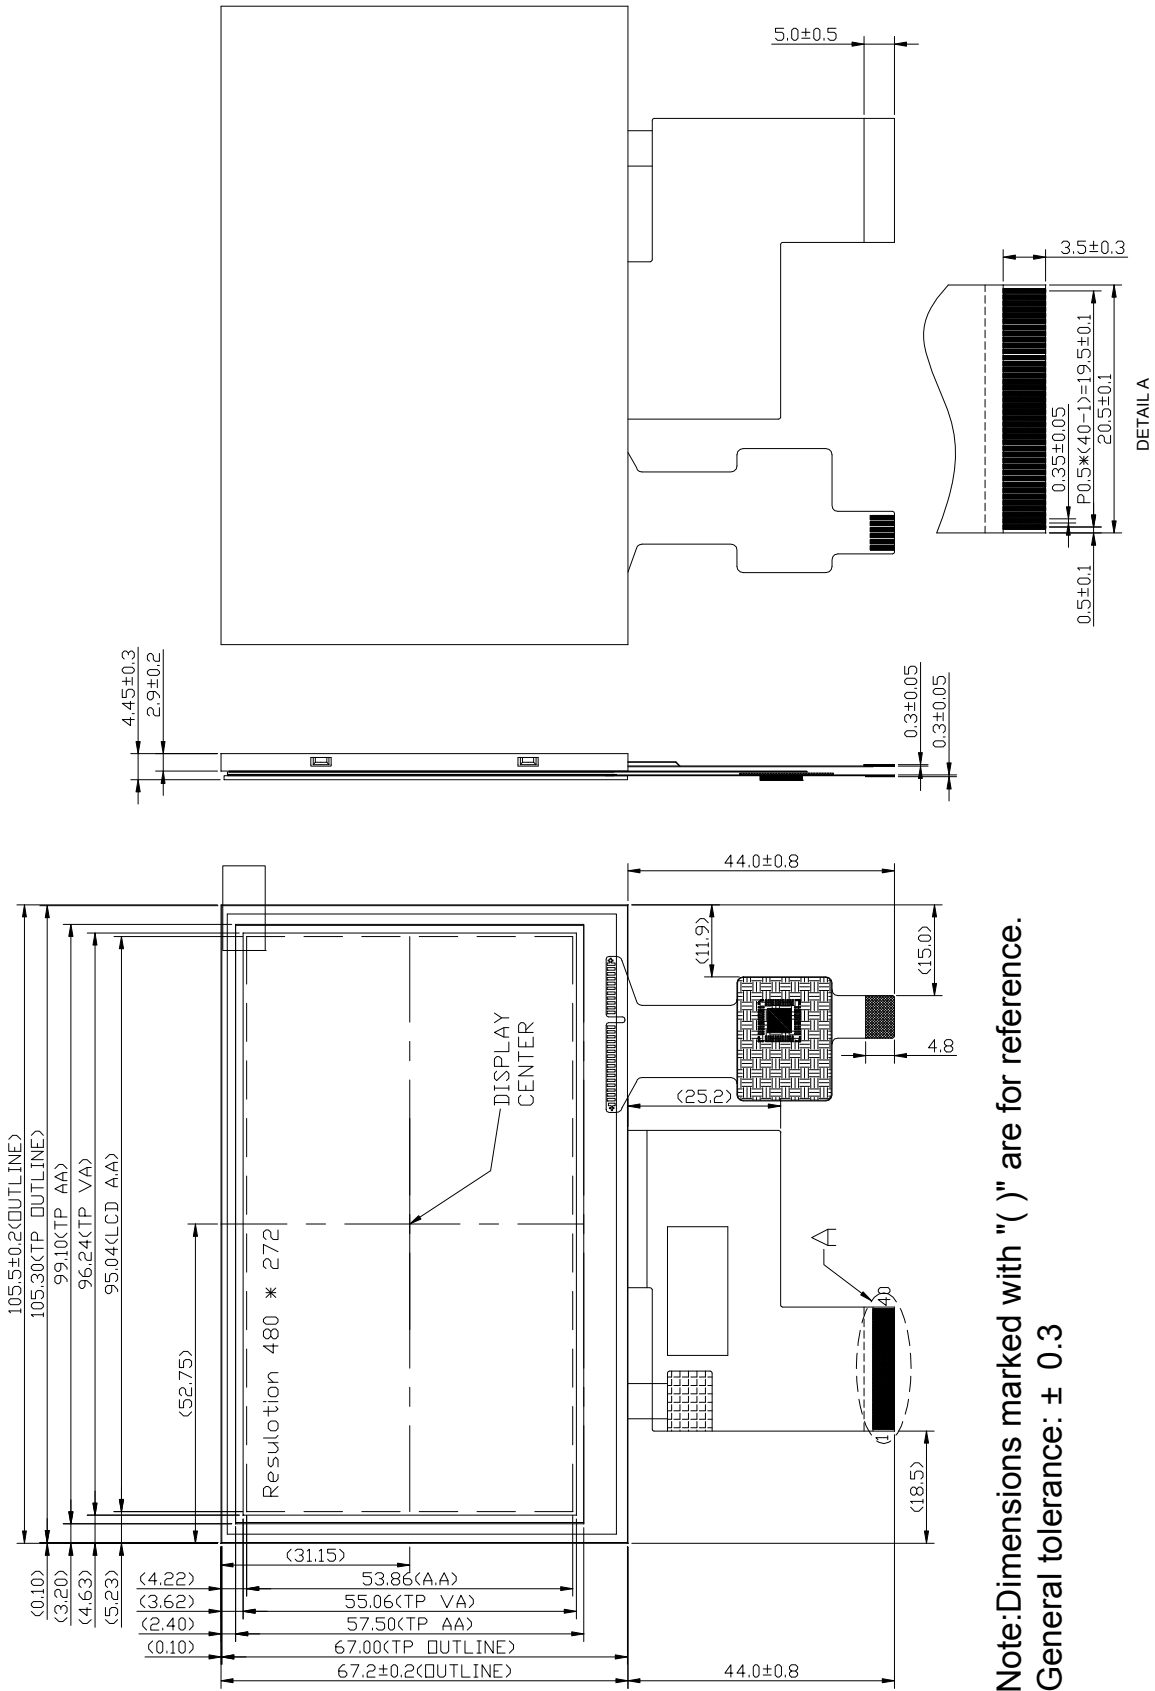 5.0±0.5
3.5±0.3
0.35±0.05
P0.5*(40-1)=19.5±0.1
20.5±0.1
0.5±0.1
DETAIL A
4.45±0.3
2.9±0.2
0.3±0.05
0.3±0.05
105.5±0.2(OUTLINE)
105.30(TP OUTLINE)
99.10(TP AA)
96.24(TP VA)
95.04(LCD A.A)
(52.75)
(0.10)
(3.20)
(4.63)
(5.23)
Resulotion 480 * 272
DISPLAY
CENTER
44.0±0.8
(11.9)
(15.0)
4.8
(25.2)
A
40
1
(18.5)
(31.15)
(4.22)
53.86(A.A)
(3.62)
55.06(TP VA)
(2.40)
57.50(TP AA)
(0.10)
67.00(TP OUTLINE)
67.2±0.2(OUTLINE)
44.0±0.8
Note:Dimensions marked with "( )" are for reference.
General tolerance: ± 0.3